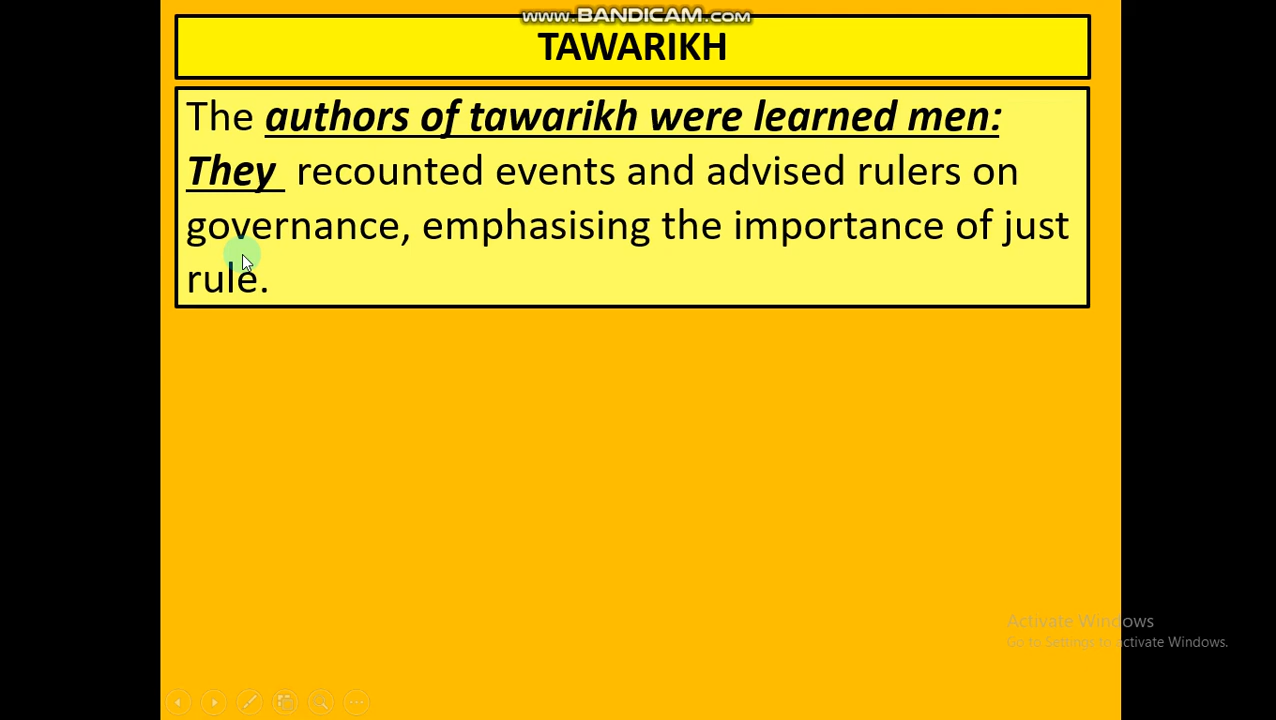 www.BANDICAM.com
TAWARIKH
The authors of tawarikh were learned men:
They recounted events and advised rulers on
governance, emphasising the importance of just
rule.
Activate Windows
Go to Settings to activate Windows.